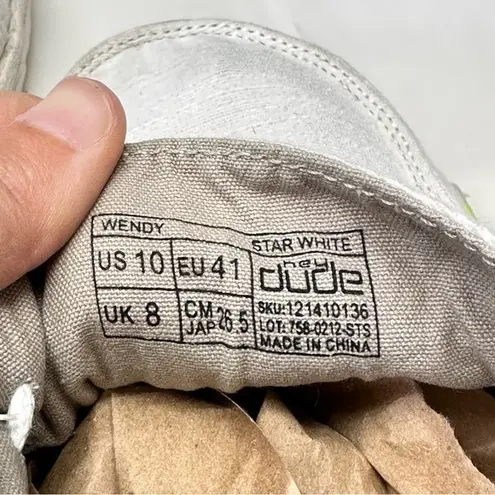 WENDY STAR WHITE
US 10 EU 41 hey dude
UK 8 CM JAP 26.5
SKU:121410136
LOT:758-0212-STS
MADE IN CHINA